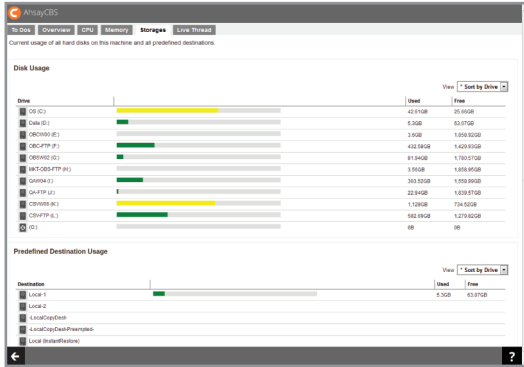 AhsayCBS
To Dos Overview CPU Memory Storages Live Thread
Current usage of all hard disks on this machine and all predefined destinations.
Disk Usage
View * Sort by Drive
Drive Used Free
OS (C:) 42.61GB 25.66GB
Data (D:) 5.3GB 63.07GB
OBCW00 (E:) 3.6GB 1,858.92GB
OBC-FTP (F:) 432.58GB 1,429.93GB
OBSW02 (G:) 81.94GB 1,780.57GB
MKT-OBS-FTP (H:) 3.56GB 1,858.95GB
QAW04 (I:) 303.52GB 1,558.99GB
QA-FTP (J:) 22.94GB 1,839.57GB
CSVW06 (K:) 1,128GB 734.52GB
CSV-FTP (L:) 582.69GB 1,279.82GB
(O:) 0B 0B
Predefined Destination Usage
View * Sort by Drive
Destination Used Free
Local-1 5.3GB 63.07GB
Local-2
-LocalCopyDest-
-LocalCopyDest-Preempted-
Local (InstantRestore)
?